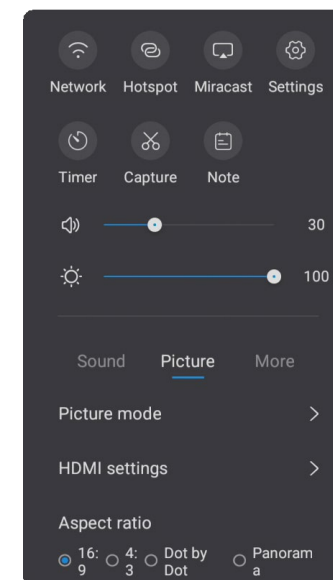 Network Hotspot Miracast Settings
Timer Capture Note
30
100
Sound Picture More
Picture mode
HDMI settings
Aspect ratio
16: 4: Dot by Panoram
9 3 Dot a